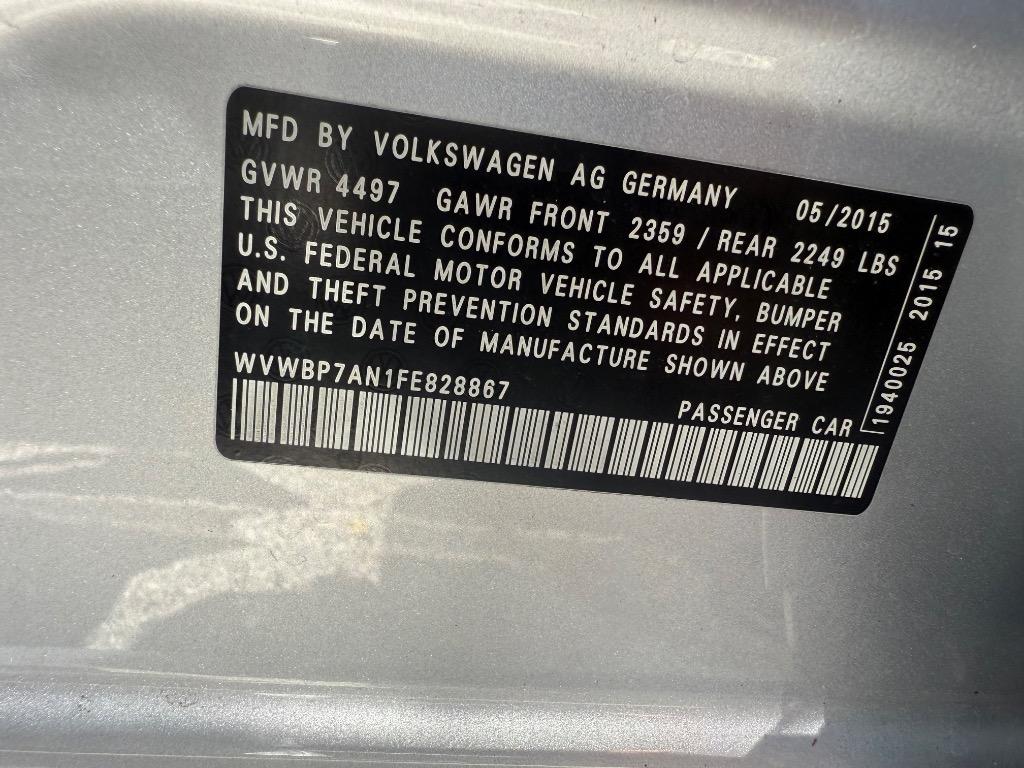 MFD BY VOLKSWAGEN AG GERMANY 05/2015
GVWR 4497 GAWR FRONT 2359 / REAR 2249 LBS
THIS VEHICLE CONFORMS TO ALL APPLICABLE
U.S. FEDERAL MOTOR VEHICLE SAFETY, BUMPER
AND THEFT PREVENTION STANDARDS IN EFFECT
ON THE DATE OF MANUFACTURE SHOWN ABOVE
WVWBP7AN1FE828867
PASSENGER CAR
1940025 2015 15